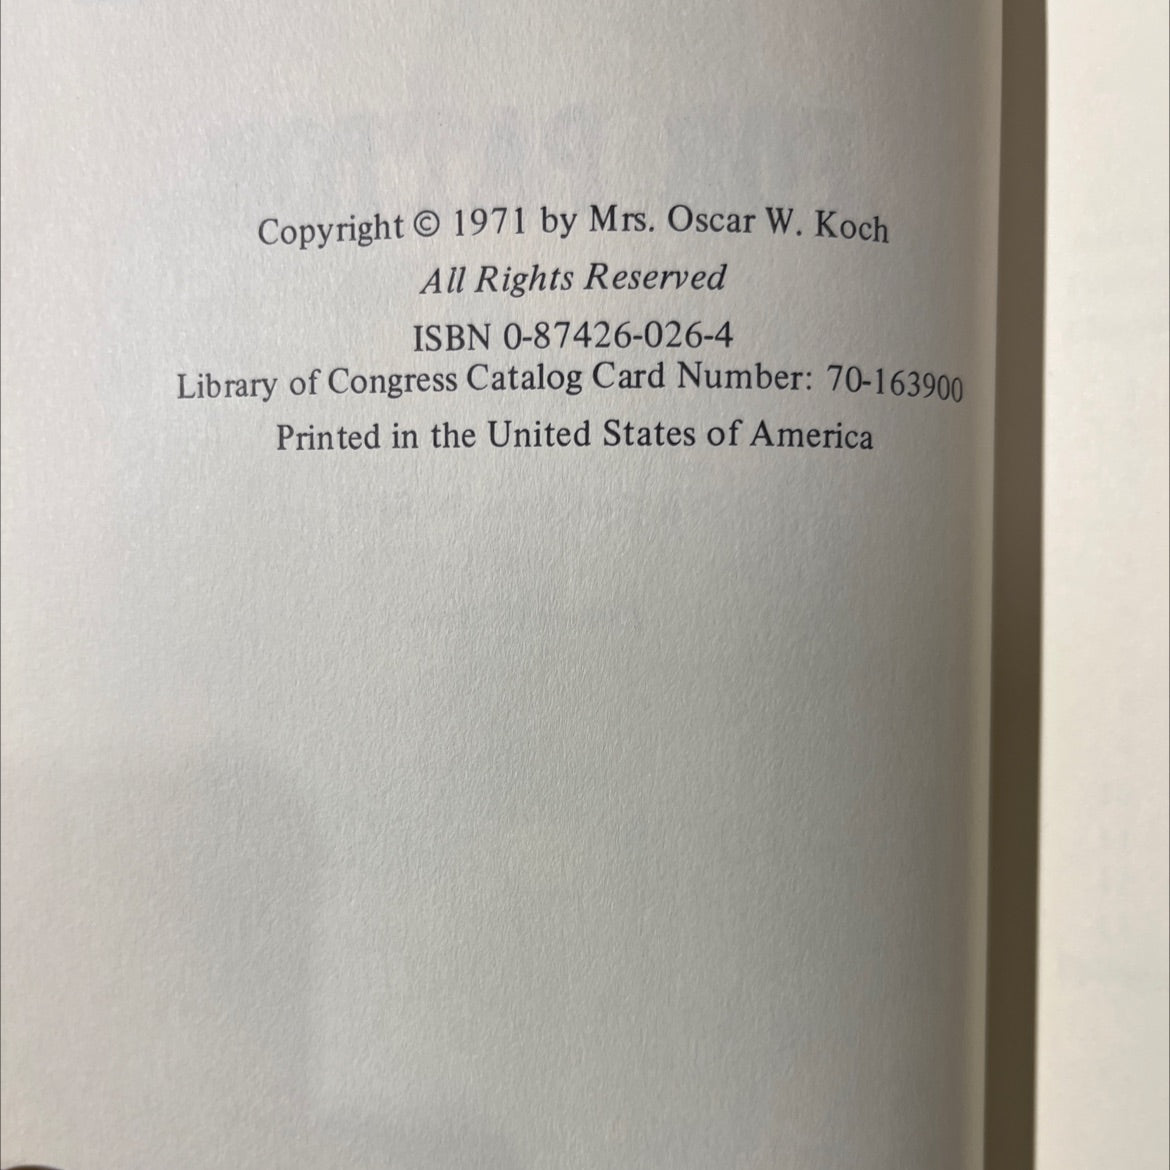 Copyright © 1971 by Mrs. Oscar W. Koch
All Rights Reserved
ISBN 0-87426-026-4
Library of Congress Catalog Card Number: 70-163900
Printed in the United States of America